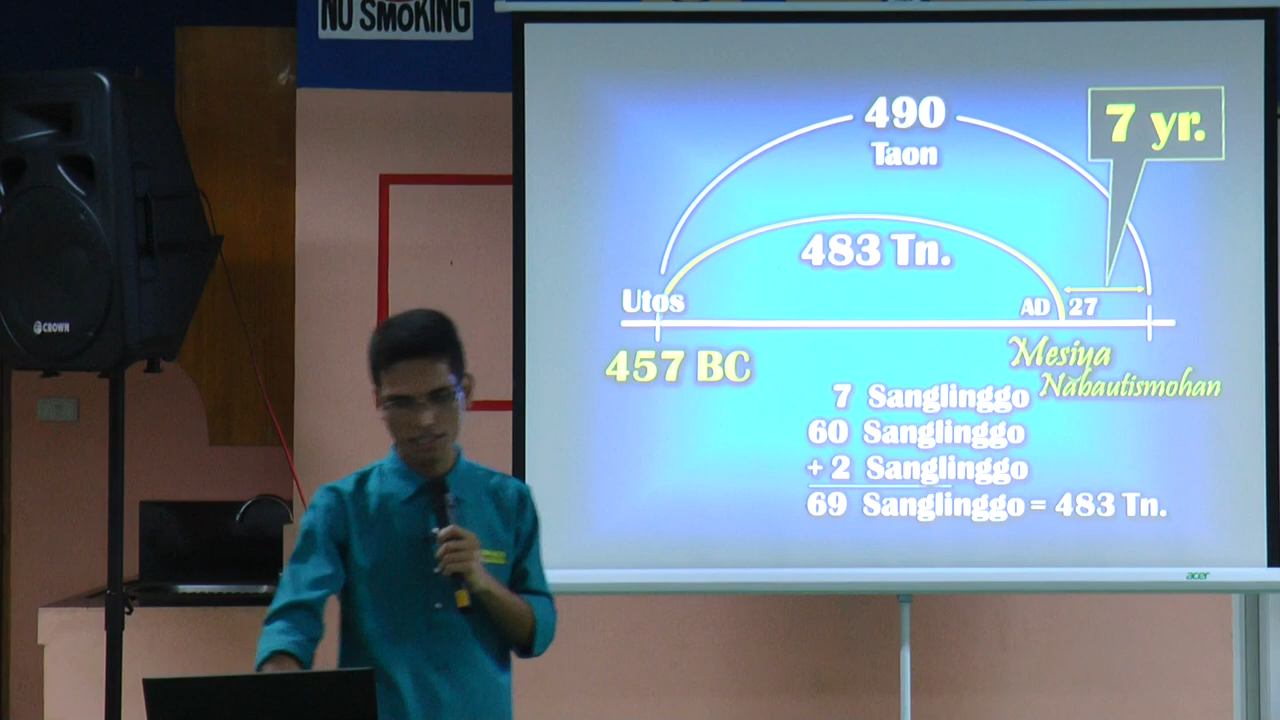 NO SMOKING
CROWN
490
Taon
7 yr.
483 Tn.
Utos
AD 27
457 BC
Mesiya
Nabautismohan
7 Sanglinggo
60 Sanglinggo
+ 2 Sanglinggo
69 Sanglinggo = 483 Tn.
acer